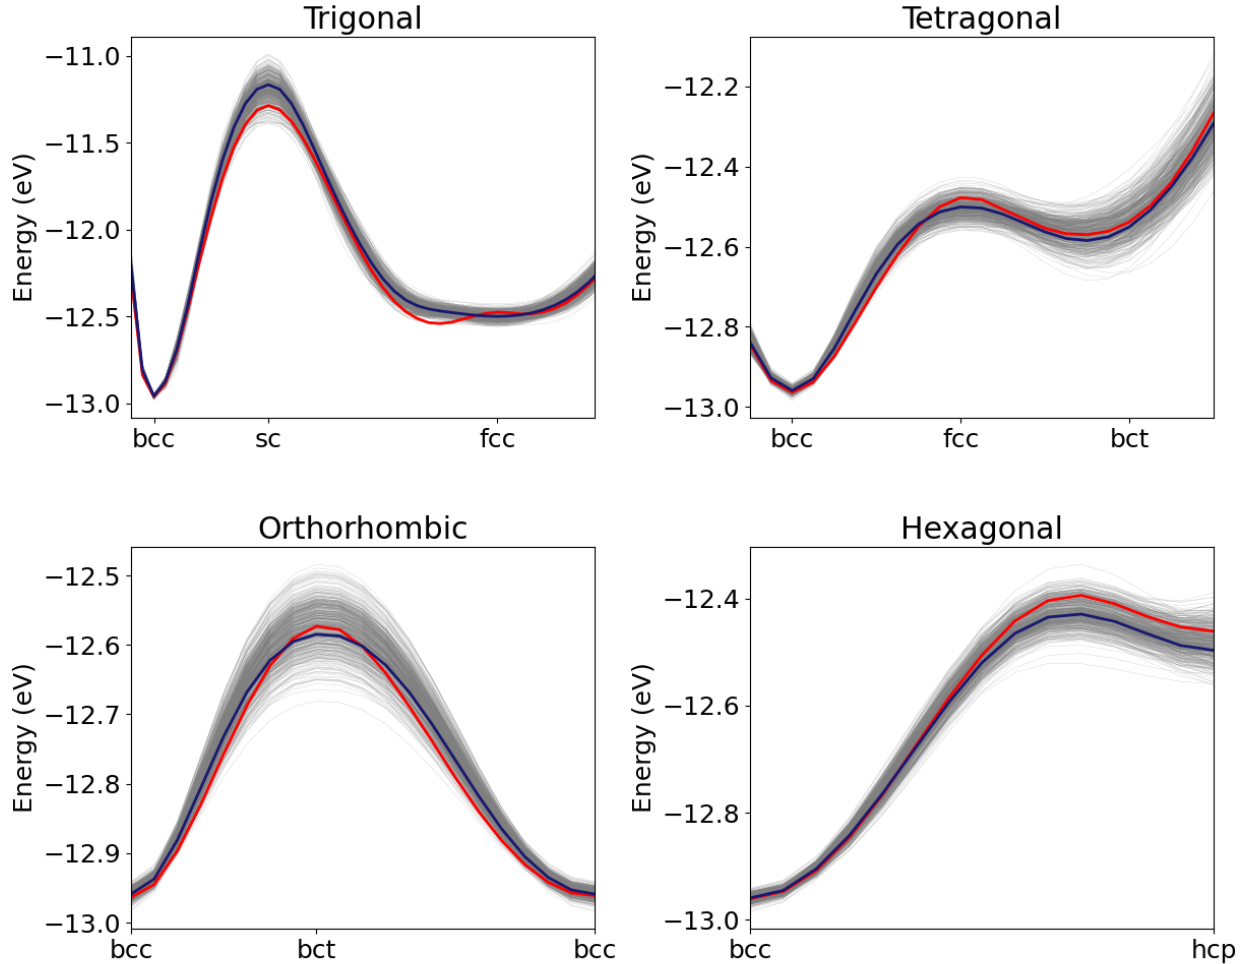 Trigonal
Energy (eV)
−11.0
−11.5
−12.0
−12.5
−13.0
bcc sc fcc
Tetragonal
Energy (eV)
−12.2
−12.4
−12.6
−12.8
−13.0
bcc fcc bct
Orthorhombic
Energy (eV)
−12.5
−12.6
−12.7
−12.8
−12.9
−13.0
bcc bct bcc
Hexagonal
Energy (eV)
−12.4
−12.6
−12.8
−13.0
bcc hcp